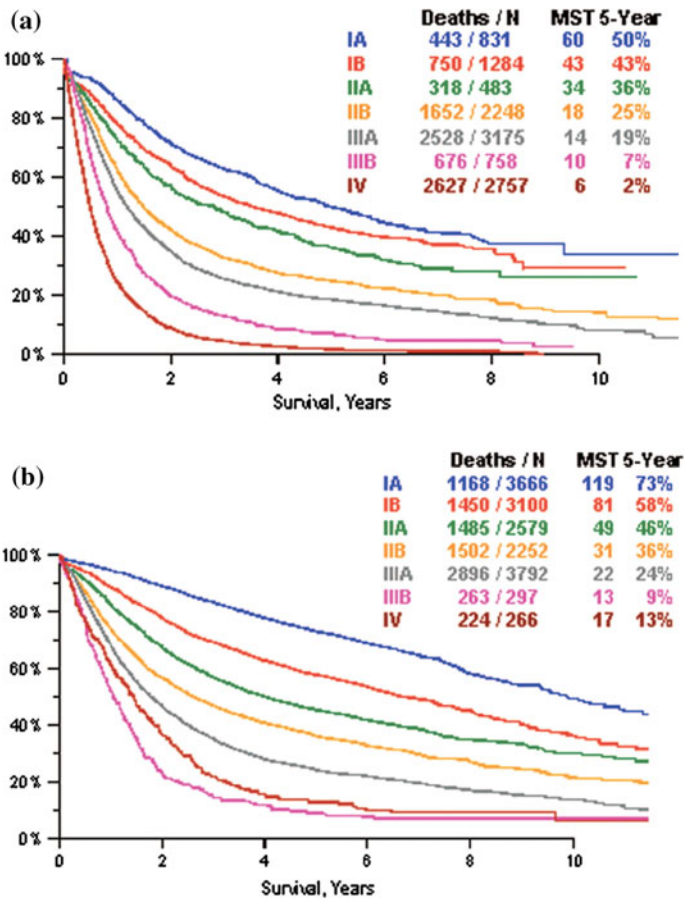 (a)
Deaths / N MST 5-Year
IA 443 / 831 60 50%
IB 750 / 1284 43 43%
IIA 318 / 483 34 36%
IIB 1652 / 2248 18 25%
IIIA 2528 / 3175 14 19%
IIIB 676 / 758 10 7%
IV 2627 / 2757 6 2%
100%
80%
60%
40%
20%
0%
0 2 4 6 8 10
Survival, Years
(b)
Deaths / N MST 5-Year
IA 1168 / 3666 119 73%
IB 1450 / 3100 81 58%
IIA 1485 / 2579 49 46%
IIB 1502 / 2252 31 36%
IIIA 2896 / 3792 22 24%
IIIB 263 / 297 13 9%
IV 224 / 266 17 13%
100%
80%
60%
40%
20%
0%
0 2 4 6 8 10
Survival, Years